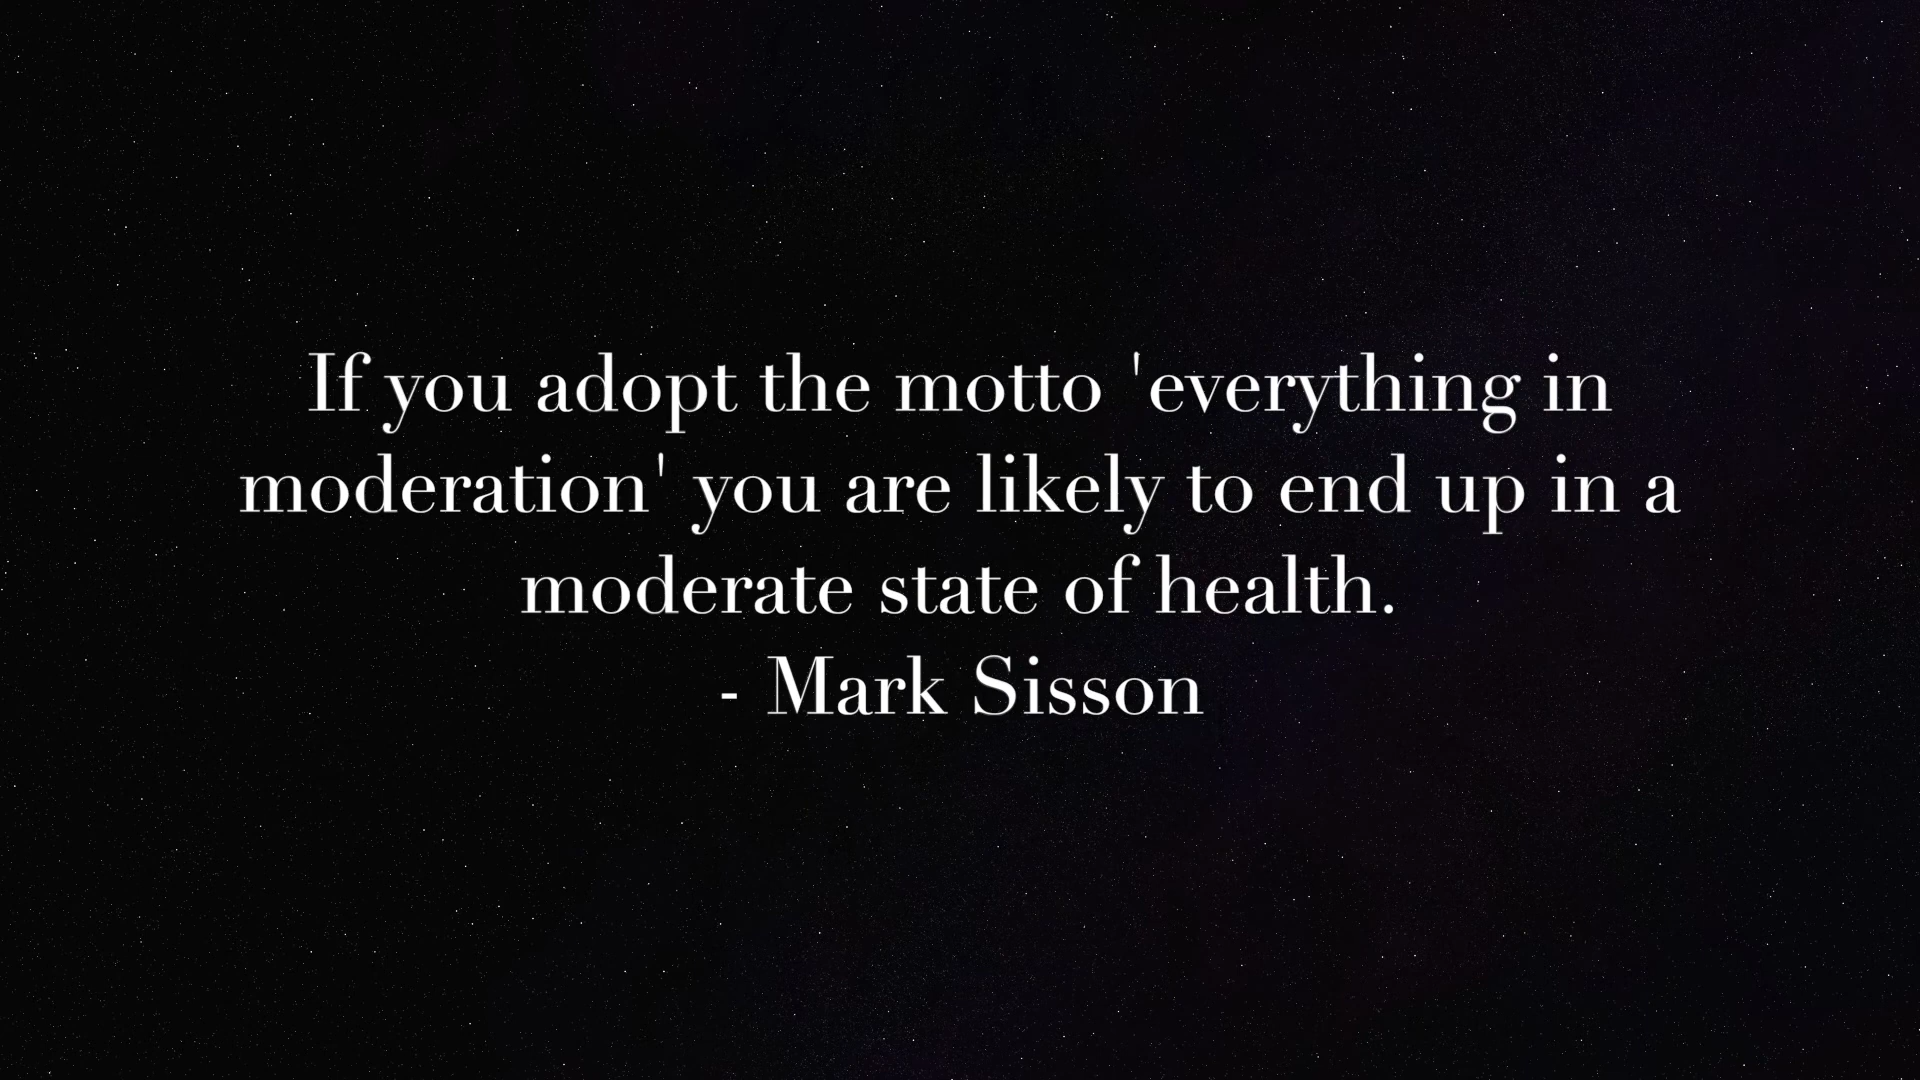 If you adopt the motto 'everything in
moderation' you are likely to end up in a
moderate state of health.
- Mark Sisson